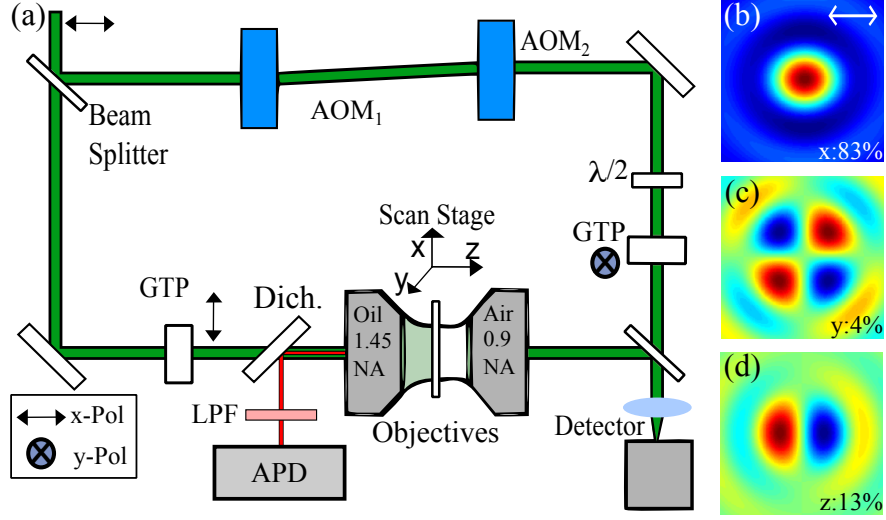 (a)
AOM2
AOM1
Beam
Splitter
λ/2
GTP
Scan Stage
x
z
y
GTP
Dich.
Oil
1.45
NA
Air
0.9
NA
LPF
Objectives
Detector
APD
x-Pol
y-Pol
(b)
x:83%
(c)
y:4%
(d)
z:13%